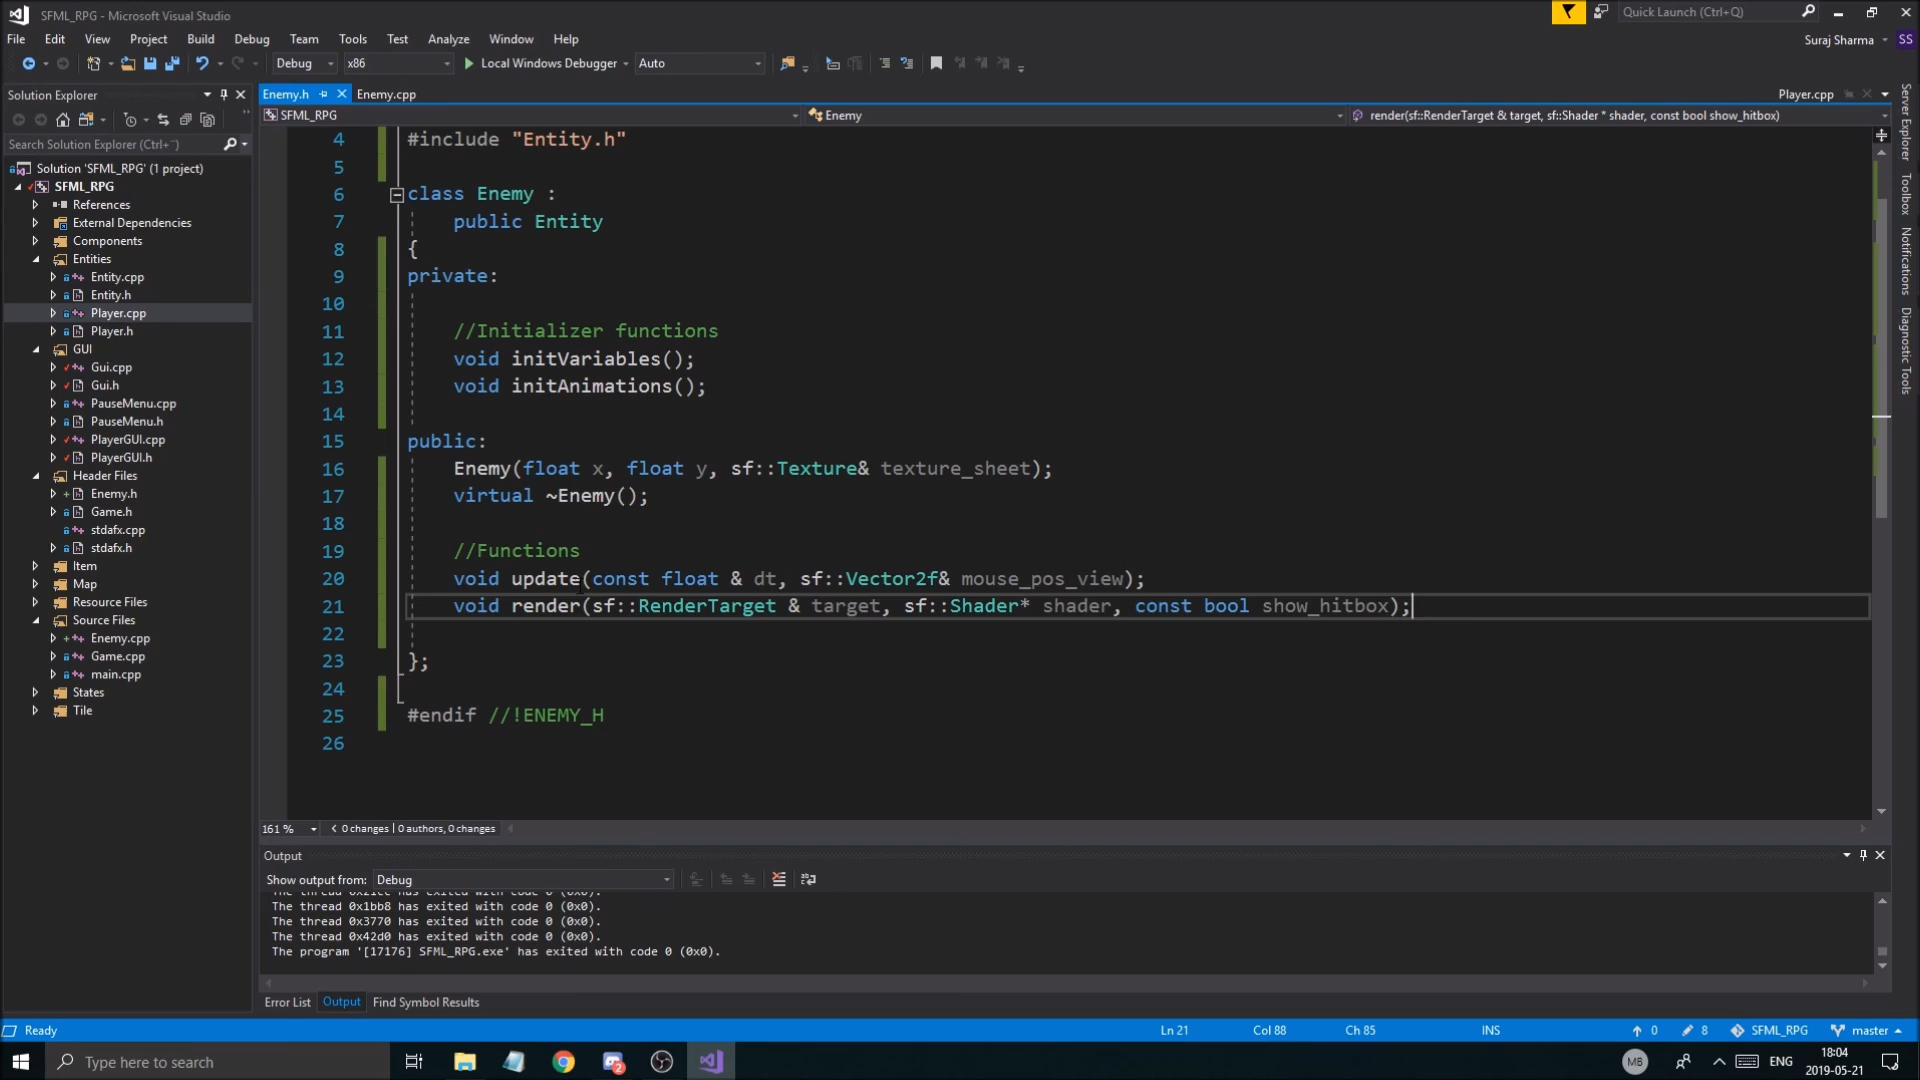 SFML_RPG - Microsoft Visual Studio
Quick Launch (Ctrl+Q)
File Edit View Project Build Debug Team Tools Test Analyze Window Help
Suraj Sharma SS
Debug x86 Local Windows Debugger Auto
Solution Explorer
Enemy.h Enemy.cpp Player.cpp
SFML_RPG Enemy render(sf::RenderTarget & target, sf::Shader * shader, const bool show_hitbox)
Search Solution Explorer (Ctrl+¨)
Solution 'SFML_RPG' (1 project)
SFML_RPG
References
External Dependencies
Components
Entities
Entity.cpp
Entity.h
Player.cpp
Player.h
GUI
Gui.cpp
Gui.h
PauseMenu.cpp
PauseMenu.h
PlayerGUI.cpp
PlayerGUI.h
Header Files
Enemy.h
Game.h
stdafx.cpp
stdafx.h
Item
Map
Resource Files
Source Files
Enemy.cpp
Game.cpp
main.cpp
States
Tile
4 #include "Entity.h"
5
6 class Enemy :
7 public Entity
8 {
9 private:
10
11 //Initializer functions
12 void initVariables();
13 void initAnimations();
14
15 public:
16 Enemy(float x, float y, sf::Texture& texture_sheet);
17 virtual ~Enemy();
18
19 //Functions
20 void update(const float & dt, sf::Vector2f& mouse_pos_view);
21 void render(sf::RenderTarget & target, sf::Shader* shader, const bool show_hitbox);
22
23 };
24
25 #endif //!ENEMY_H
26
Server Explorer
Toolbox
Notifications
Diagnostic Tools
161 % 0 changes | 0 authors, 0 changes
Output
Show output from: Debug
The thread 0x1bb8 has exited with code 0 (0x0).
The thread 0x3770 has exited with code 0 (0x0).
The thread 0x42d0 has exited with code 0 (0x0).
The program '[17176] SFML_RPG.exe' has exited with code 0 (0x0).
Error List Output Find Symbol Results
Ready Ln 21 Col 88 Ch 85 INS 0 8 SFML_RPG master
Type here to search 2 MB ENG 18:04
2019-05-21